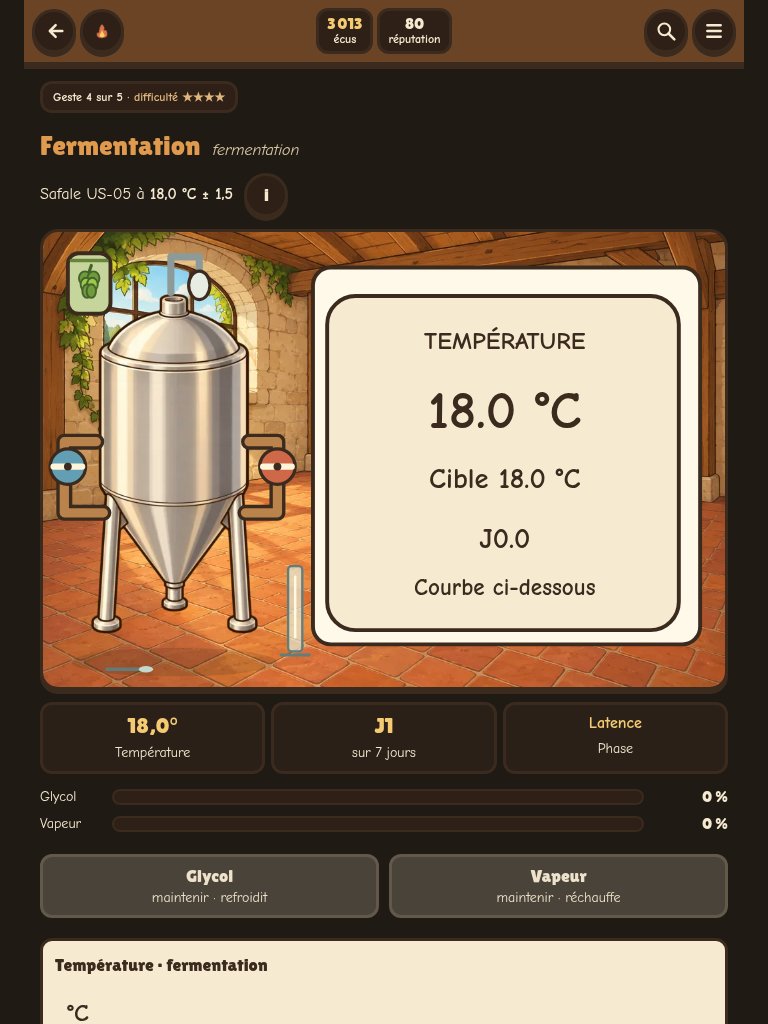 3 013
écus
80
réputation
Geste 4 sur 5 · difficulté ★★★★
Fermentation fermentation
Safale US-05 à 18,0 °C ± 1,5 i
TEMPÉRATURE
18.0 °C
Cible 18.0 °C
J0.0
Courbe ci-dessous
18,0°
Température
J1
sur 7 jours
Latence
Phase
Glycol 0 %
Vapeur 0 %
Glycol
maintenir · refroidit
Vapeur
maintenir · réchauffe
Température · fermentation
°C